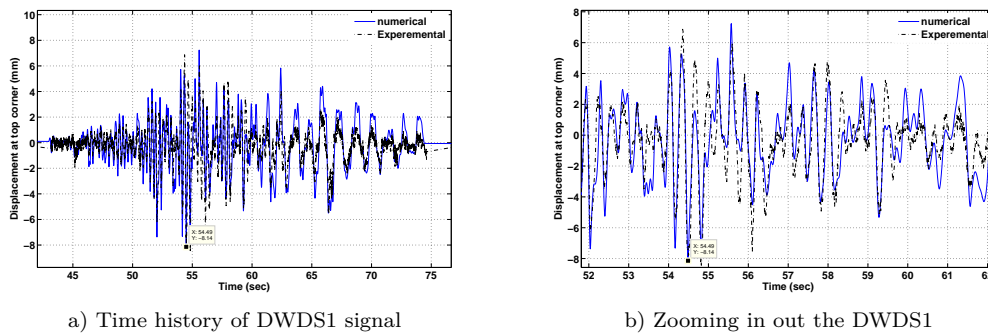 numerical
Experemental
Displacement at top corner (mm)
10
8
6
4
2
0
−2
−4
−6
−8
X: 54.49
Y: −8.14
45
50
55
60
65
70
75
Time (sec)
a) Time history of DWDS1 signal
numerical
Experemental
Displacement at top corner (mm)
6
4
2
0
−2
−4
−6
−8
X: 54.49
Y: −8.14
52
53
54
55
56
57
58
59
60
61
62
Time (sec)
b) Zooming in out the DWDS1